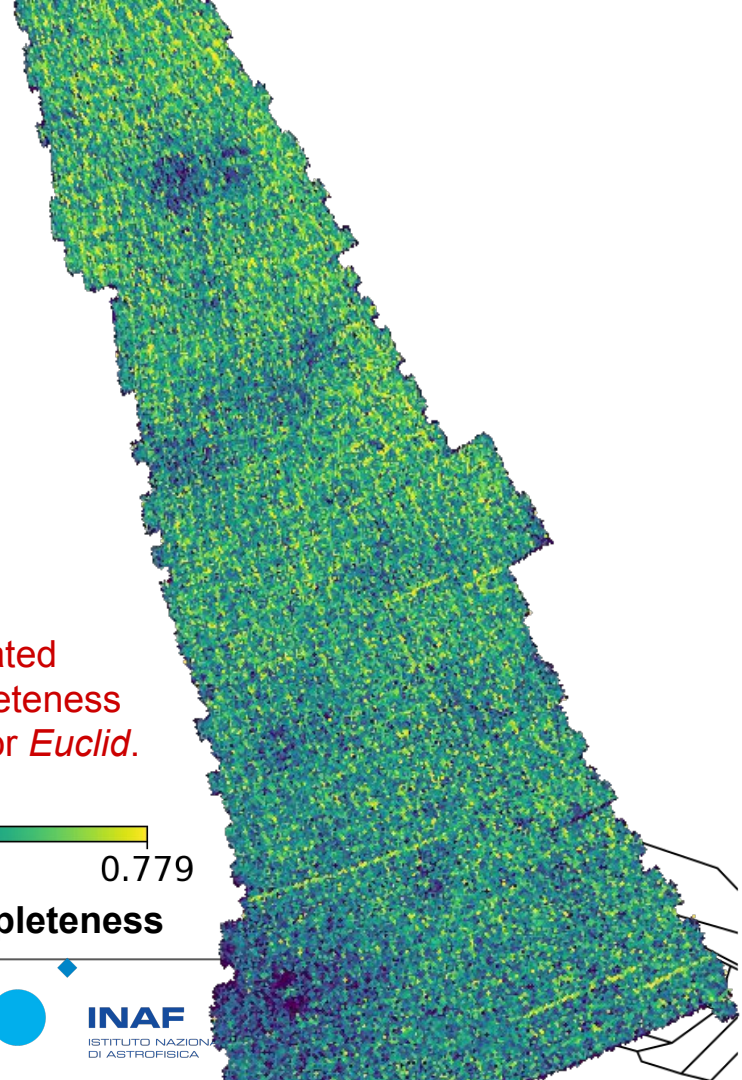 ated
eteness
or Euclid.
0.779
pleteness
INAF
ISTITUTO NAZIONA
DI ASTROFISICA